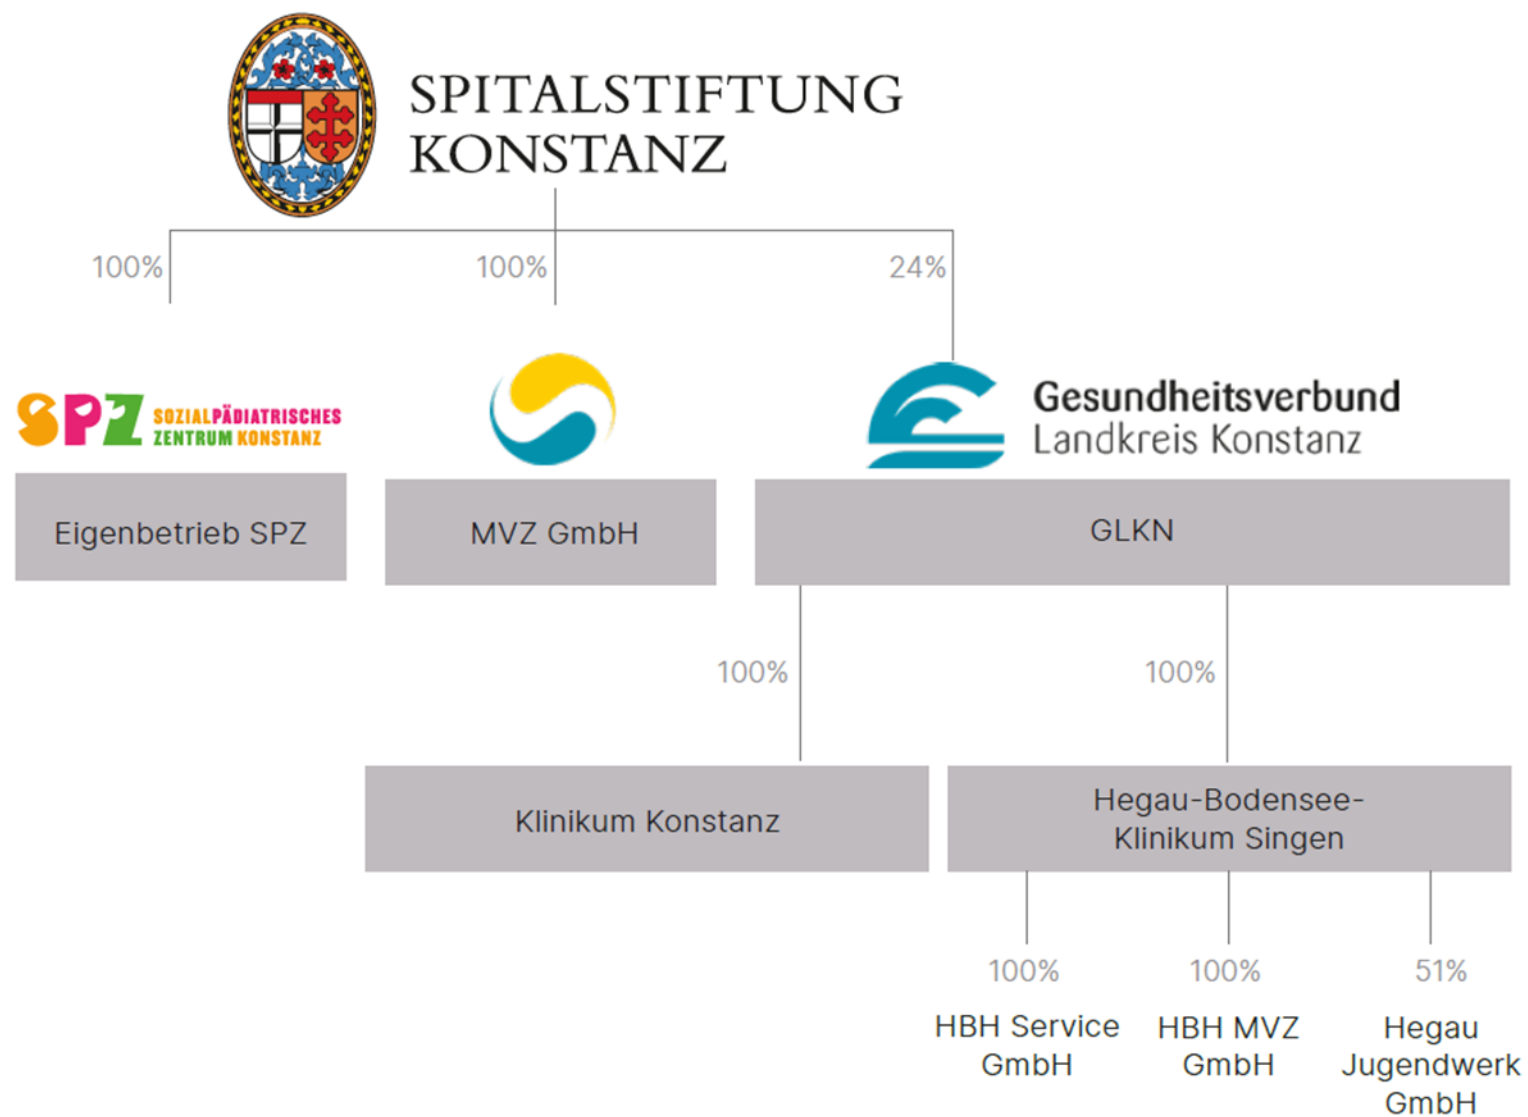 SPITALSTIFTUNG
KONSTANZ
100%
100%
24%
SPZ SOZIALPÄDIATRISCHES
ZENTRUM KONSTANZ
Gesundheitsverbund
Landkreis Konstanz
Eigenbetrieb SPZ
MVZ GmbH
GLKN
100%
100%
Klinikum Konstanz
Hegau-Bodensee-
Klinikum Singen
100%
100%
51%
HBH Service
GmbH
HBH MVZ
GmbH
Hegau
Jugendwerk
GmbH